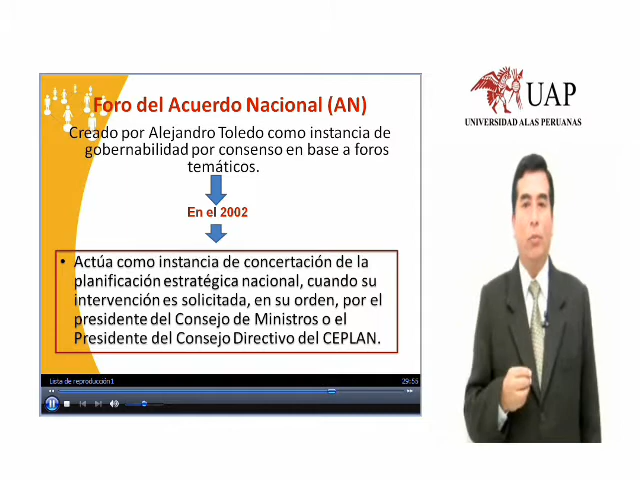 Foro del Acuerdo Nacional (AN)
Creado por Alejandro Toledo como instancia de
gobernabilidad por consenso en base a foros
temáticos.
En el 2002
• Actúa como instancia de concertación de la
planificación estratégica nacional, cuando su
intervención es solicitada, en su orden, por el
presidente del Consejo de Ministros o el
Presidente del Consejo Directivo del CEPLAN.
Lista de reproducción1
29:55
UAP
UNIVERSIDAD ALAS PERUANAS